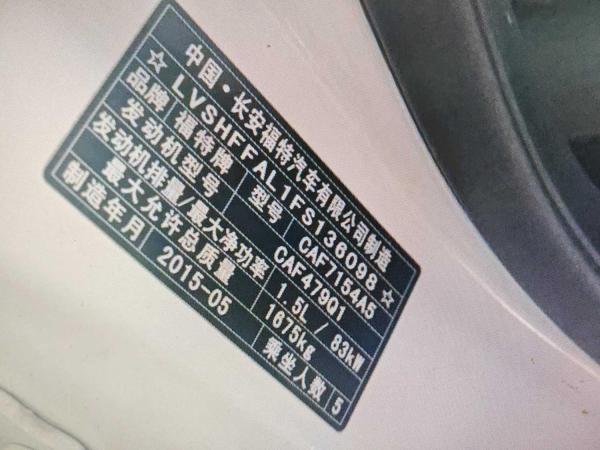 中国·长安福特汽车有限公司制造
☆LVSHFFAL1FS136098☆
品牌 福特牌 型号 CAF7154A5
发动机型号 CAF479Q1
发动机排量/最大净功率 1.5L / 83kW
最大允许总质量 1675kg
制造年月 2015-05 乘坐人数 5